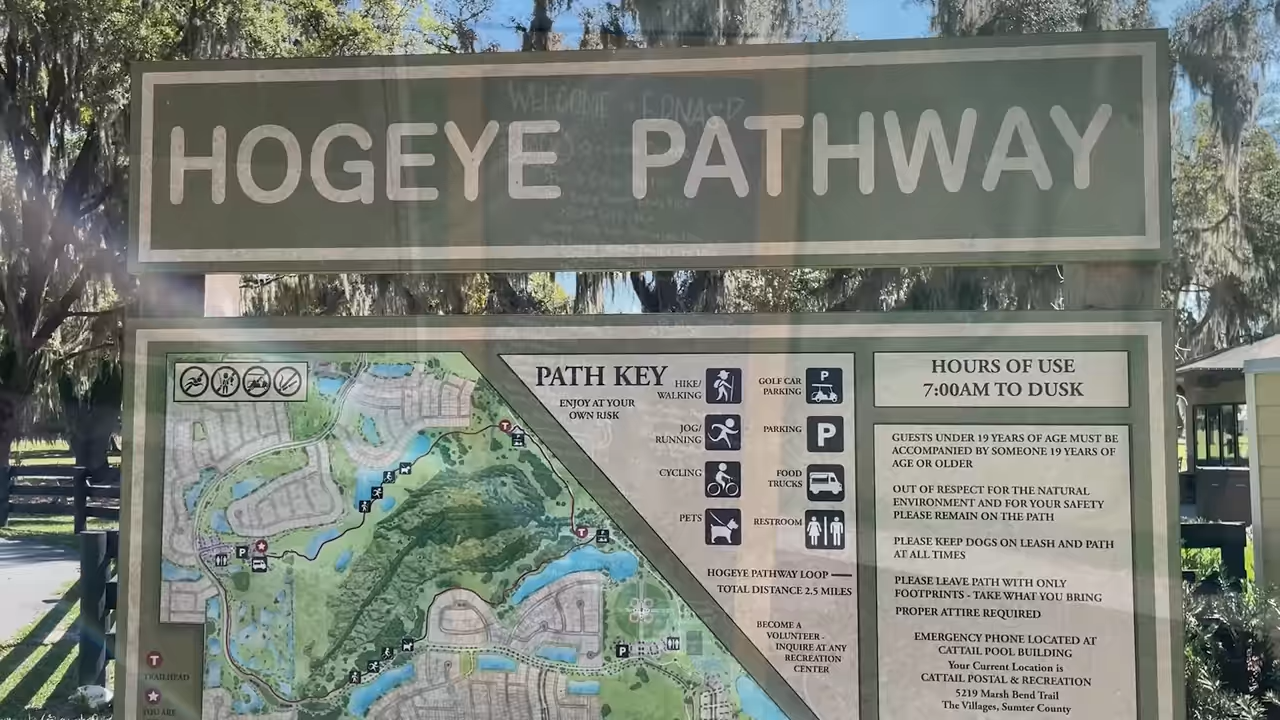 WELCOME
HOGEYE PATHWAY
PATH KEY
ENJOY AT YOUR
OWN RISK
HIKE/
WALKING
JOG/
RUNNING
CYCLING
PETS
GOLF CAR
PARKING
P
PARKING
P
FOOD
TRUCKS
RESTROOM
HOGEYE PATHWAY LOOP
TOTAL DISTANCE 2.5 MILES
BECOME A
VOLUNTEER -
INQUIRE AT ANY
RECREATION
CENTER
HOURS OF USE
7:00AM TO DUSK
GUESTS UNDER 19 YEARS OF AGE MUST BE
ACCOMPANIED BY SOMEONE 19 YEARS OF
AGE OR OLDER
OUT OF RESPECT FOR THE NATURAL
ENVIRONMENT AND FOR YOUR SAFETY
PLEASE REMAIN ON THE PATH
PLEASE KEEP DOGS ON LEASH AND PATH
AT ALL TIMES
PLEASE LEAVE PATH WITH ONLY
FOOTPRINTS - TAKE WHAT YOU BRING
PROPER ATTIRE REQUIRED
EMERGENCY PHONE LOCATED AT
CATTAIL POOL BUILDING
Your Current Location is
CATTAIL POSTAL & RECREATION
5219 Marsh Bend Trail
The Villages, Sumter County
T
T
P
P
T
TRAILHEAD
YOU ARE